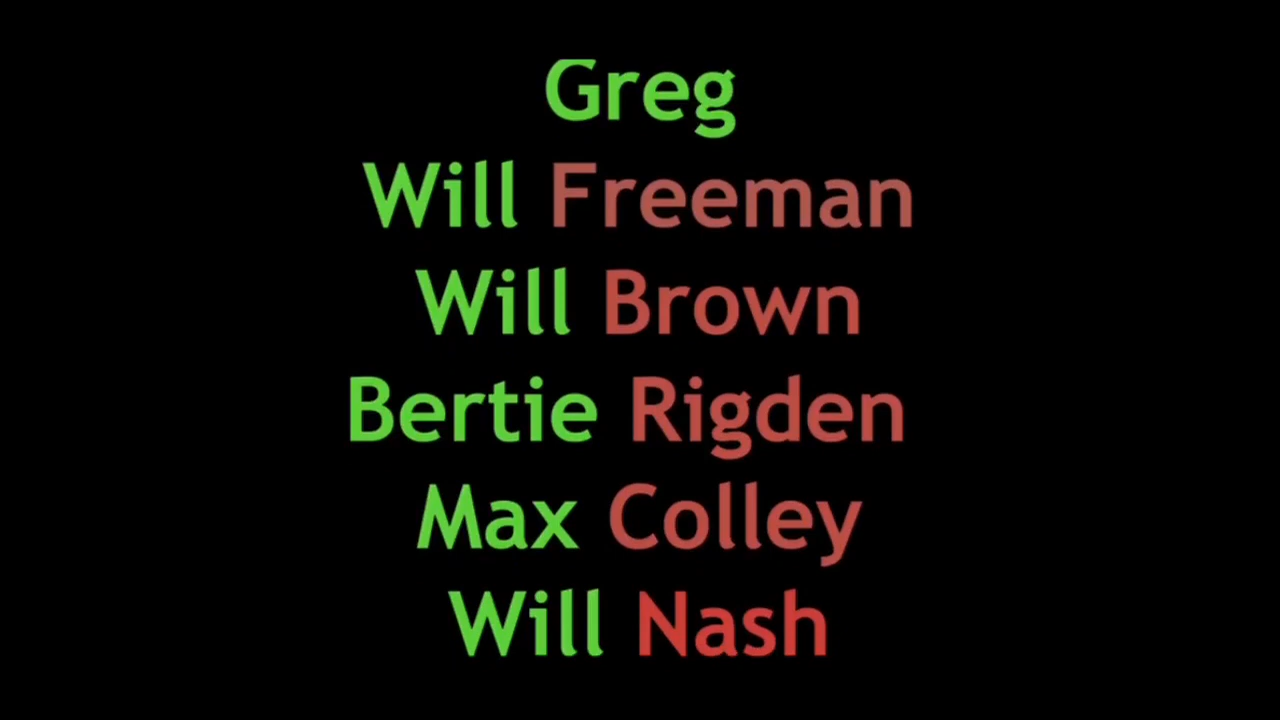 Greg
Will Freeman
Will Brown
Bertie Rigden
Max Colley
Will Nash